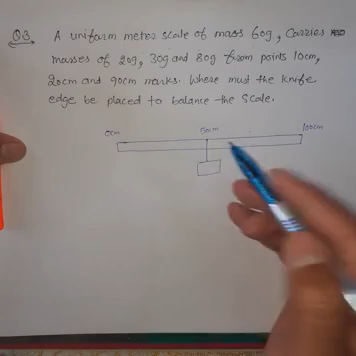 Q3 A uniform meter scale of mass 60g, Carries
masses of 20g, 30g and 80g from points 10cm,
20cm and 90cm marks. Where must the knife
edge be placed to balance the scale.
0cm 50cm 100cm